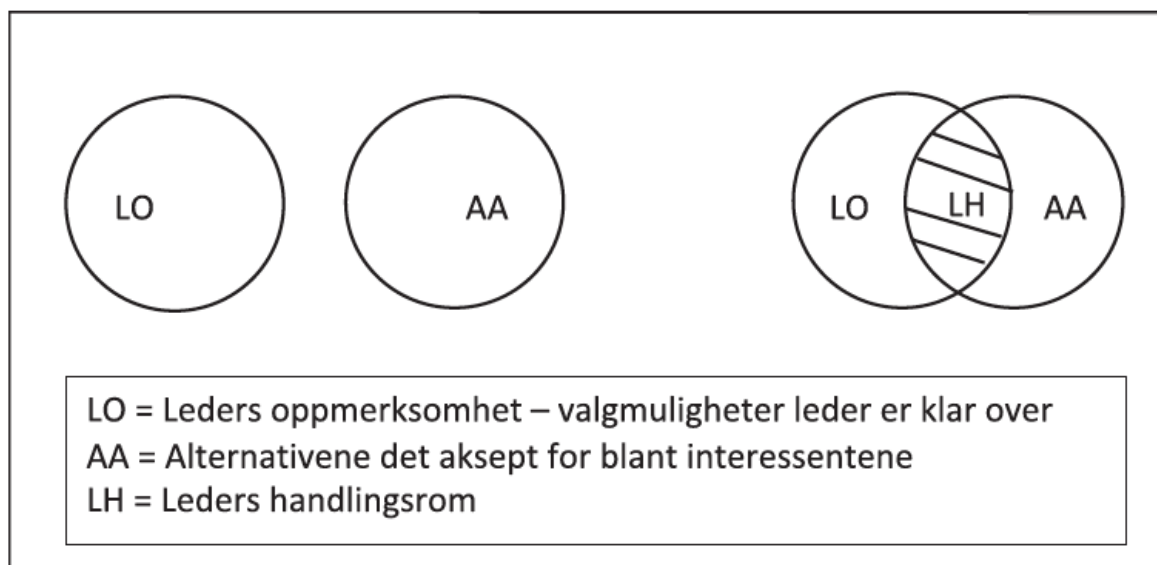 LO
AA
LO
LH
AA
LO = Leders oppmerksomhet – valgmuligheter leder er klar over
AA = Alternativene det aksept for blant interessentene
LH = Leders handlingsrom